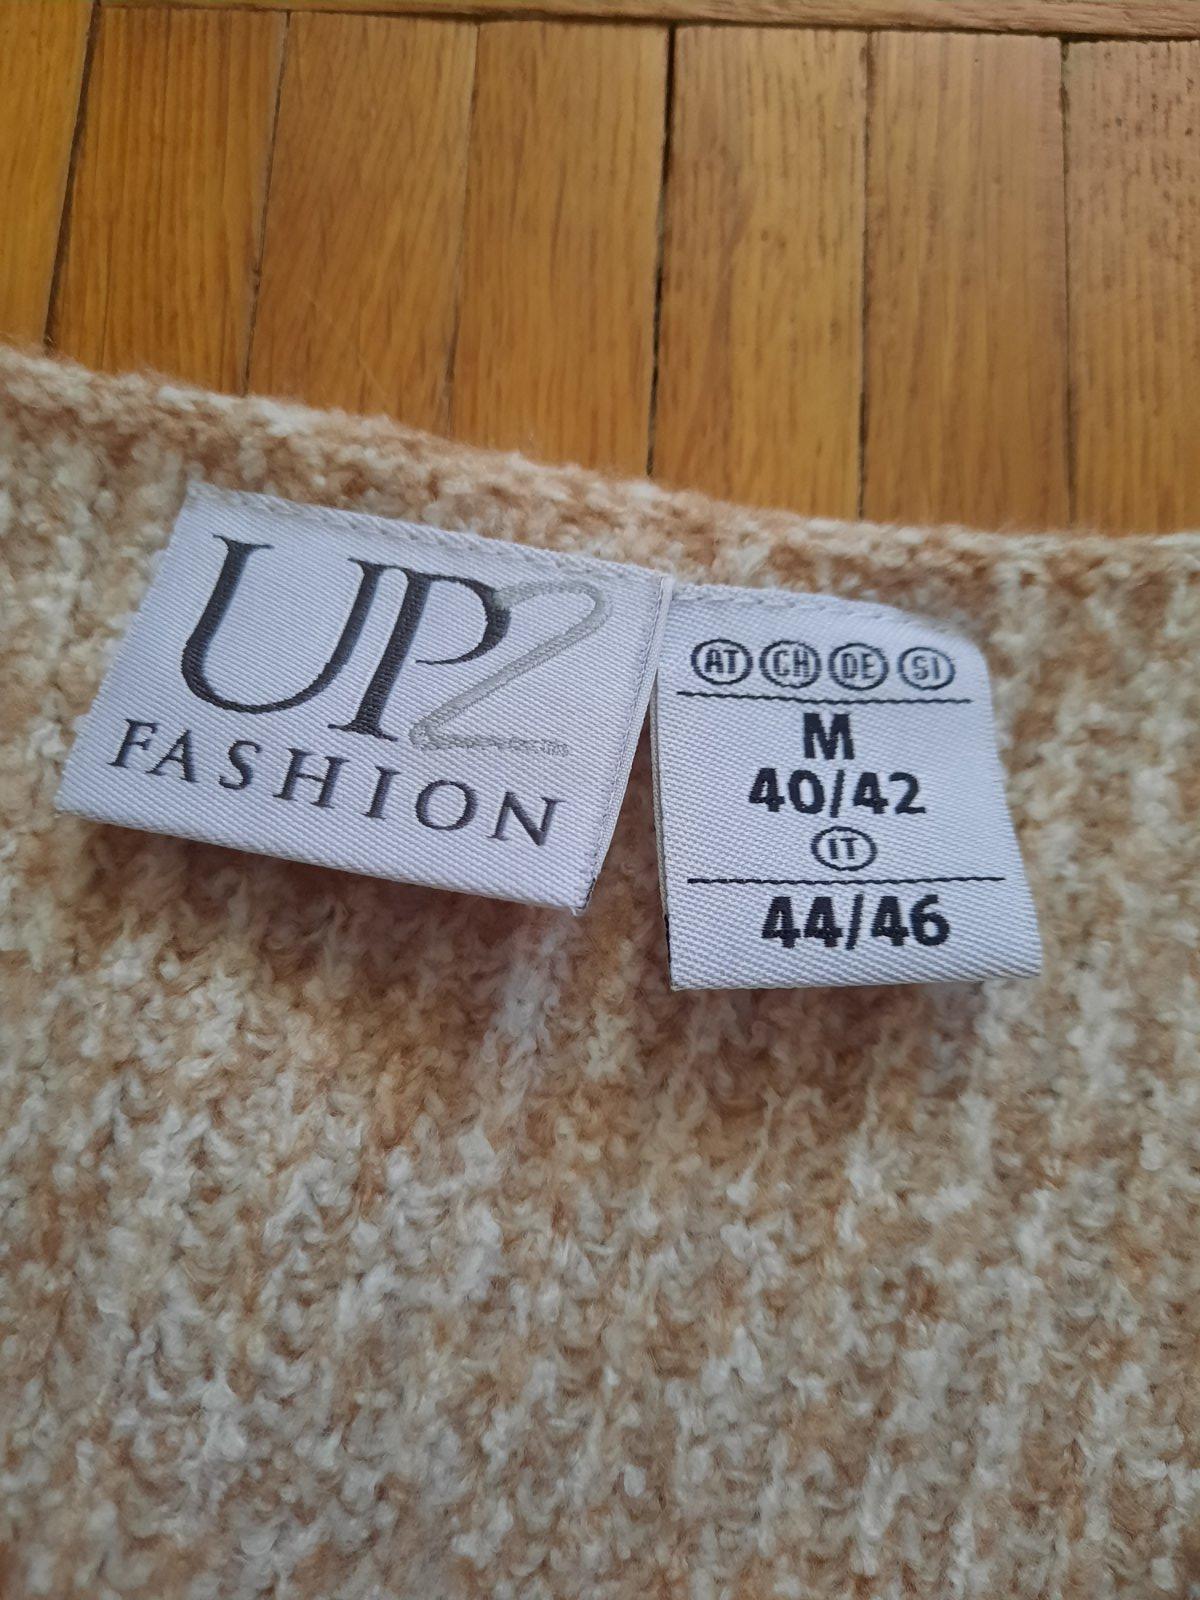 UP2
FASHION
AT CH DE SI
M
40/42
IT
44/46